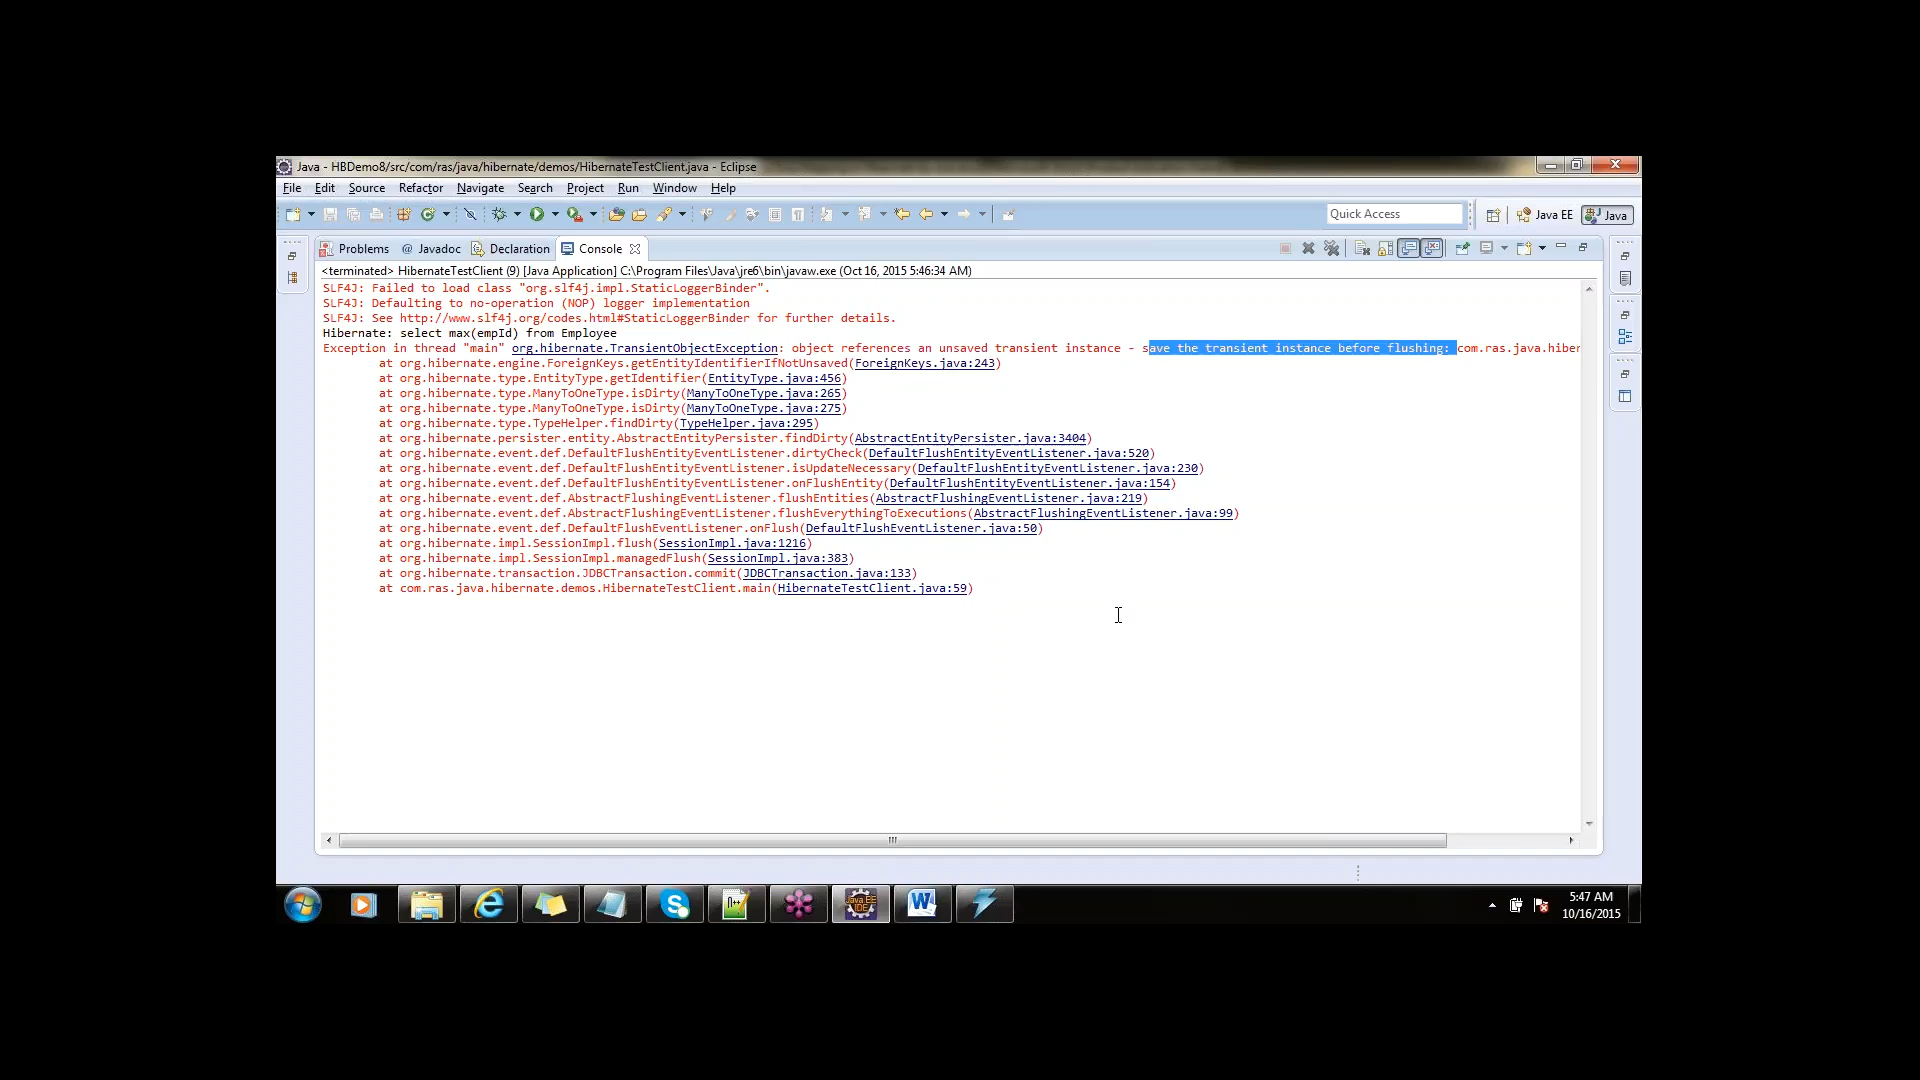 Java - HBDemo8/src/com/ras/java/hibernate/demos/HibernateTestClient.java - Eclipse
File Edit Source Refactor Navigate Search Project Run Window Help
Quick Access
Java EE
Java
Problems
@ Javadoc
Declaration
Console
<terminated> HibernateTestClient (9) [Java Application] C:\Program Files\Java\jre6\bin\javaw.exe (Oct 16, 2015 5:46:34 AM)
SLF4J: Failed to load class "org.slf4j.impl.StaticLoggerBinder".
SLF4J: Defaulting to no-operation (NOP) logger implementation
SLF4J: See http://www.slf4j.org/codes.html#StaticLoggerBinder for further details.
Hibernate: select max(empId) from Employee
Exception in thread "main" org.hibernate.TransientObjectException: object references an unsaved transient instance - save the transient instance before flushing: com.ras.java.hiber
at org.hibernate.engine.ForeignKeys.getEntityIdentifierIfNotUnsaved(ForeignKeys.java:243)
at org.hibernate.type.EntityType.getIdentifier(EntityType.java:456)
at org.hibernate.type.ManyToOneType.isDirty(ManyToOneType.java:265)
at org.hibernate.type.ManyToOneType.isDirty(ManyToOneType.java:275)
at org.hibernate.type.TypeHelper.findDirty(TypeHelper.java:295)
at org.hibernate.persister.entity.AbstractEntityPersister.findDirty(AbstractEntityPersister.java:3404)
at org.hibernate.event.def.DefaultFlushEntityEventListener.dirtyCheck(DefaultFlushEntityEventListener.java:520)
at org.hibernate.event.def.DefaultFlushEntityEventListener.isUpdateNecessary(DefaultFlushEntityEventListener.java:230)
at org.hibernate.event.def.DefaultFlushEntityEventListener.onFlushEntity(DefaultFlushEntityEventListener.java:154)
at org.hibernate.event.def.AbstractFlushingEventListener.flushEntities(AbstractFlushingEventListener.java:219)
at org.hibernate.event.def.AbstractFlushingEventListener.flushEverythingToExecutions(AbstractFlushingEventListener.java:99)
at org.hibernate.event.def.DefaultFlushEventListener.onFlush(DefaultFlushEventListener.java:50)
at org.hibernate.impl.SessionImpl.flush(SessionImpl.java:1216)
at org.hibernate.impl.SessionImpl.managedFlush(SessionImpl.java:383)
at org.hibernate.transaction.JDBCTransaction.commit(JDBCTransaction.java:133)
at com.ras.java.hibernate.demos.HibernateTestClient.main(HibernateTestClient.java:59)
5:47 AM
10/16/2015